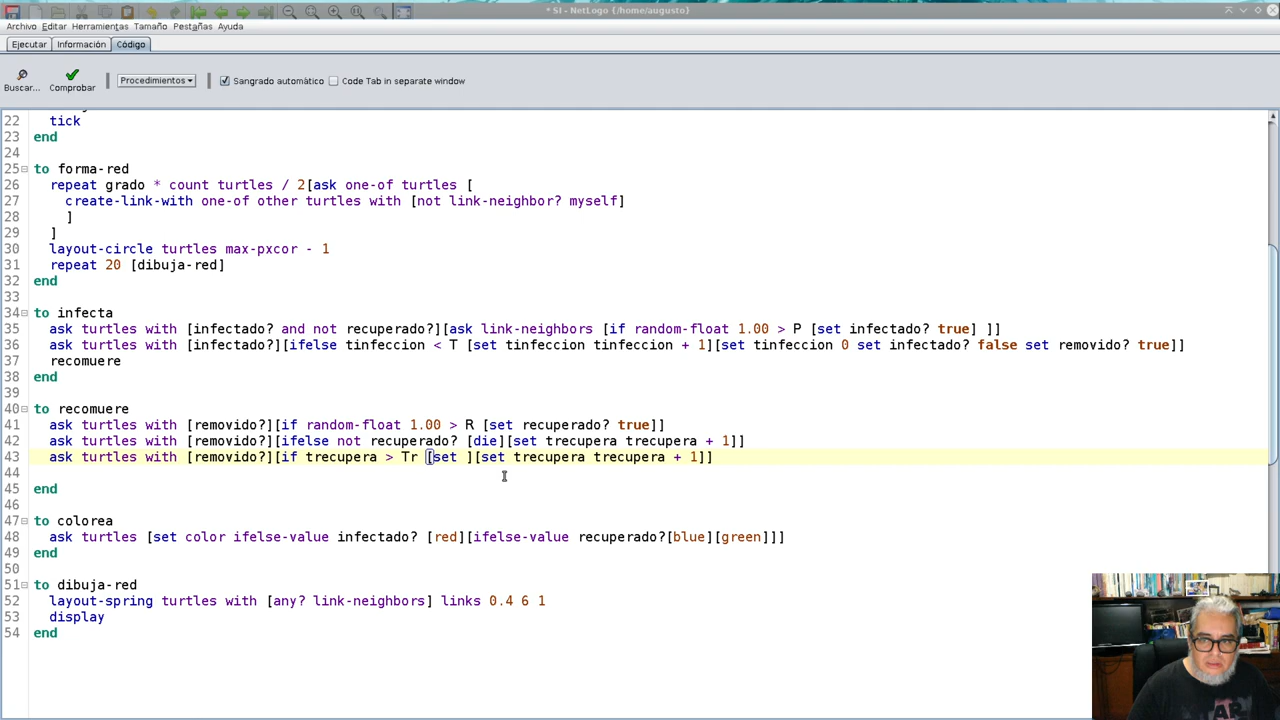 * SI - NetLogo {/home/augusto}
Archivo Editar Herramientas Tamaño Pestañas Ayuda
Ejecutar Información Código
Buscar... Comprobar Procedimientos Sangrado automático Code Tab in separate window
22 tick
23 end
24
25 to forma-red
26 repeat grado * count turtles / 2[ask one-of turtles [
27 create-link-with one-of other turtles with [not link-neighbor? myself]
28 ]
29 ]
30 layout-circle turtles max-pxcor - 1
31 repeat 20 [dibuja-red]
32 end
33
34 to infecta
35 ask turtles with [infectado? and not recuperado?][ask link-neighbors [if random-float 1.00 > P [set infectado? true] ]]
36 ask turtles with [infectado?][ifelse tinfeccion < T [set tinfeccion tinfeccion + 1][set tinfeccion 0 set infectado? false set removido? true]]
37 recomuere
38 end
39
40 to recomuere
41 ask turtles with [removido?][if random-float 1.00 > R [set recuperado? true]]
42 ask turtles with [removido?][ifelse not recuperado? [die][set trecupera trecupera + 1]]
43 ask turtles with [removido?][if trecupera > Tr [set ][set trecupera trecupera + 1]]
44
45 end
46
47 to colorea
48 ask turtles [set color ifelse-value infectado? [red][ifelse-value recuperado?[blue][green]]]
49 end
50
51 to dibuja-red
52 layout-spring turtles with [any? link-neighbors] links 0.4 6 1
53 display
54 end